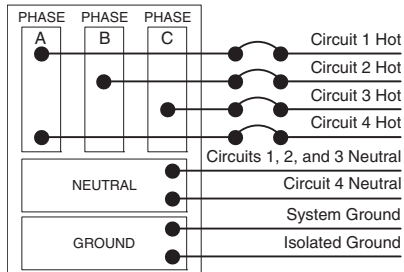 PHASE PHASE PHASE
A B C
Circuit 1 Hot
Circuit 2 Hot
Circuit 3 Hot
Circuit 4 Hot
Circuits 1, 2, and 3 Neutral
NEUTRAL
Circuit 4 Neutral
System Ground
GROUND
Isolated Ground